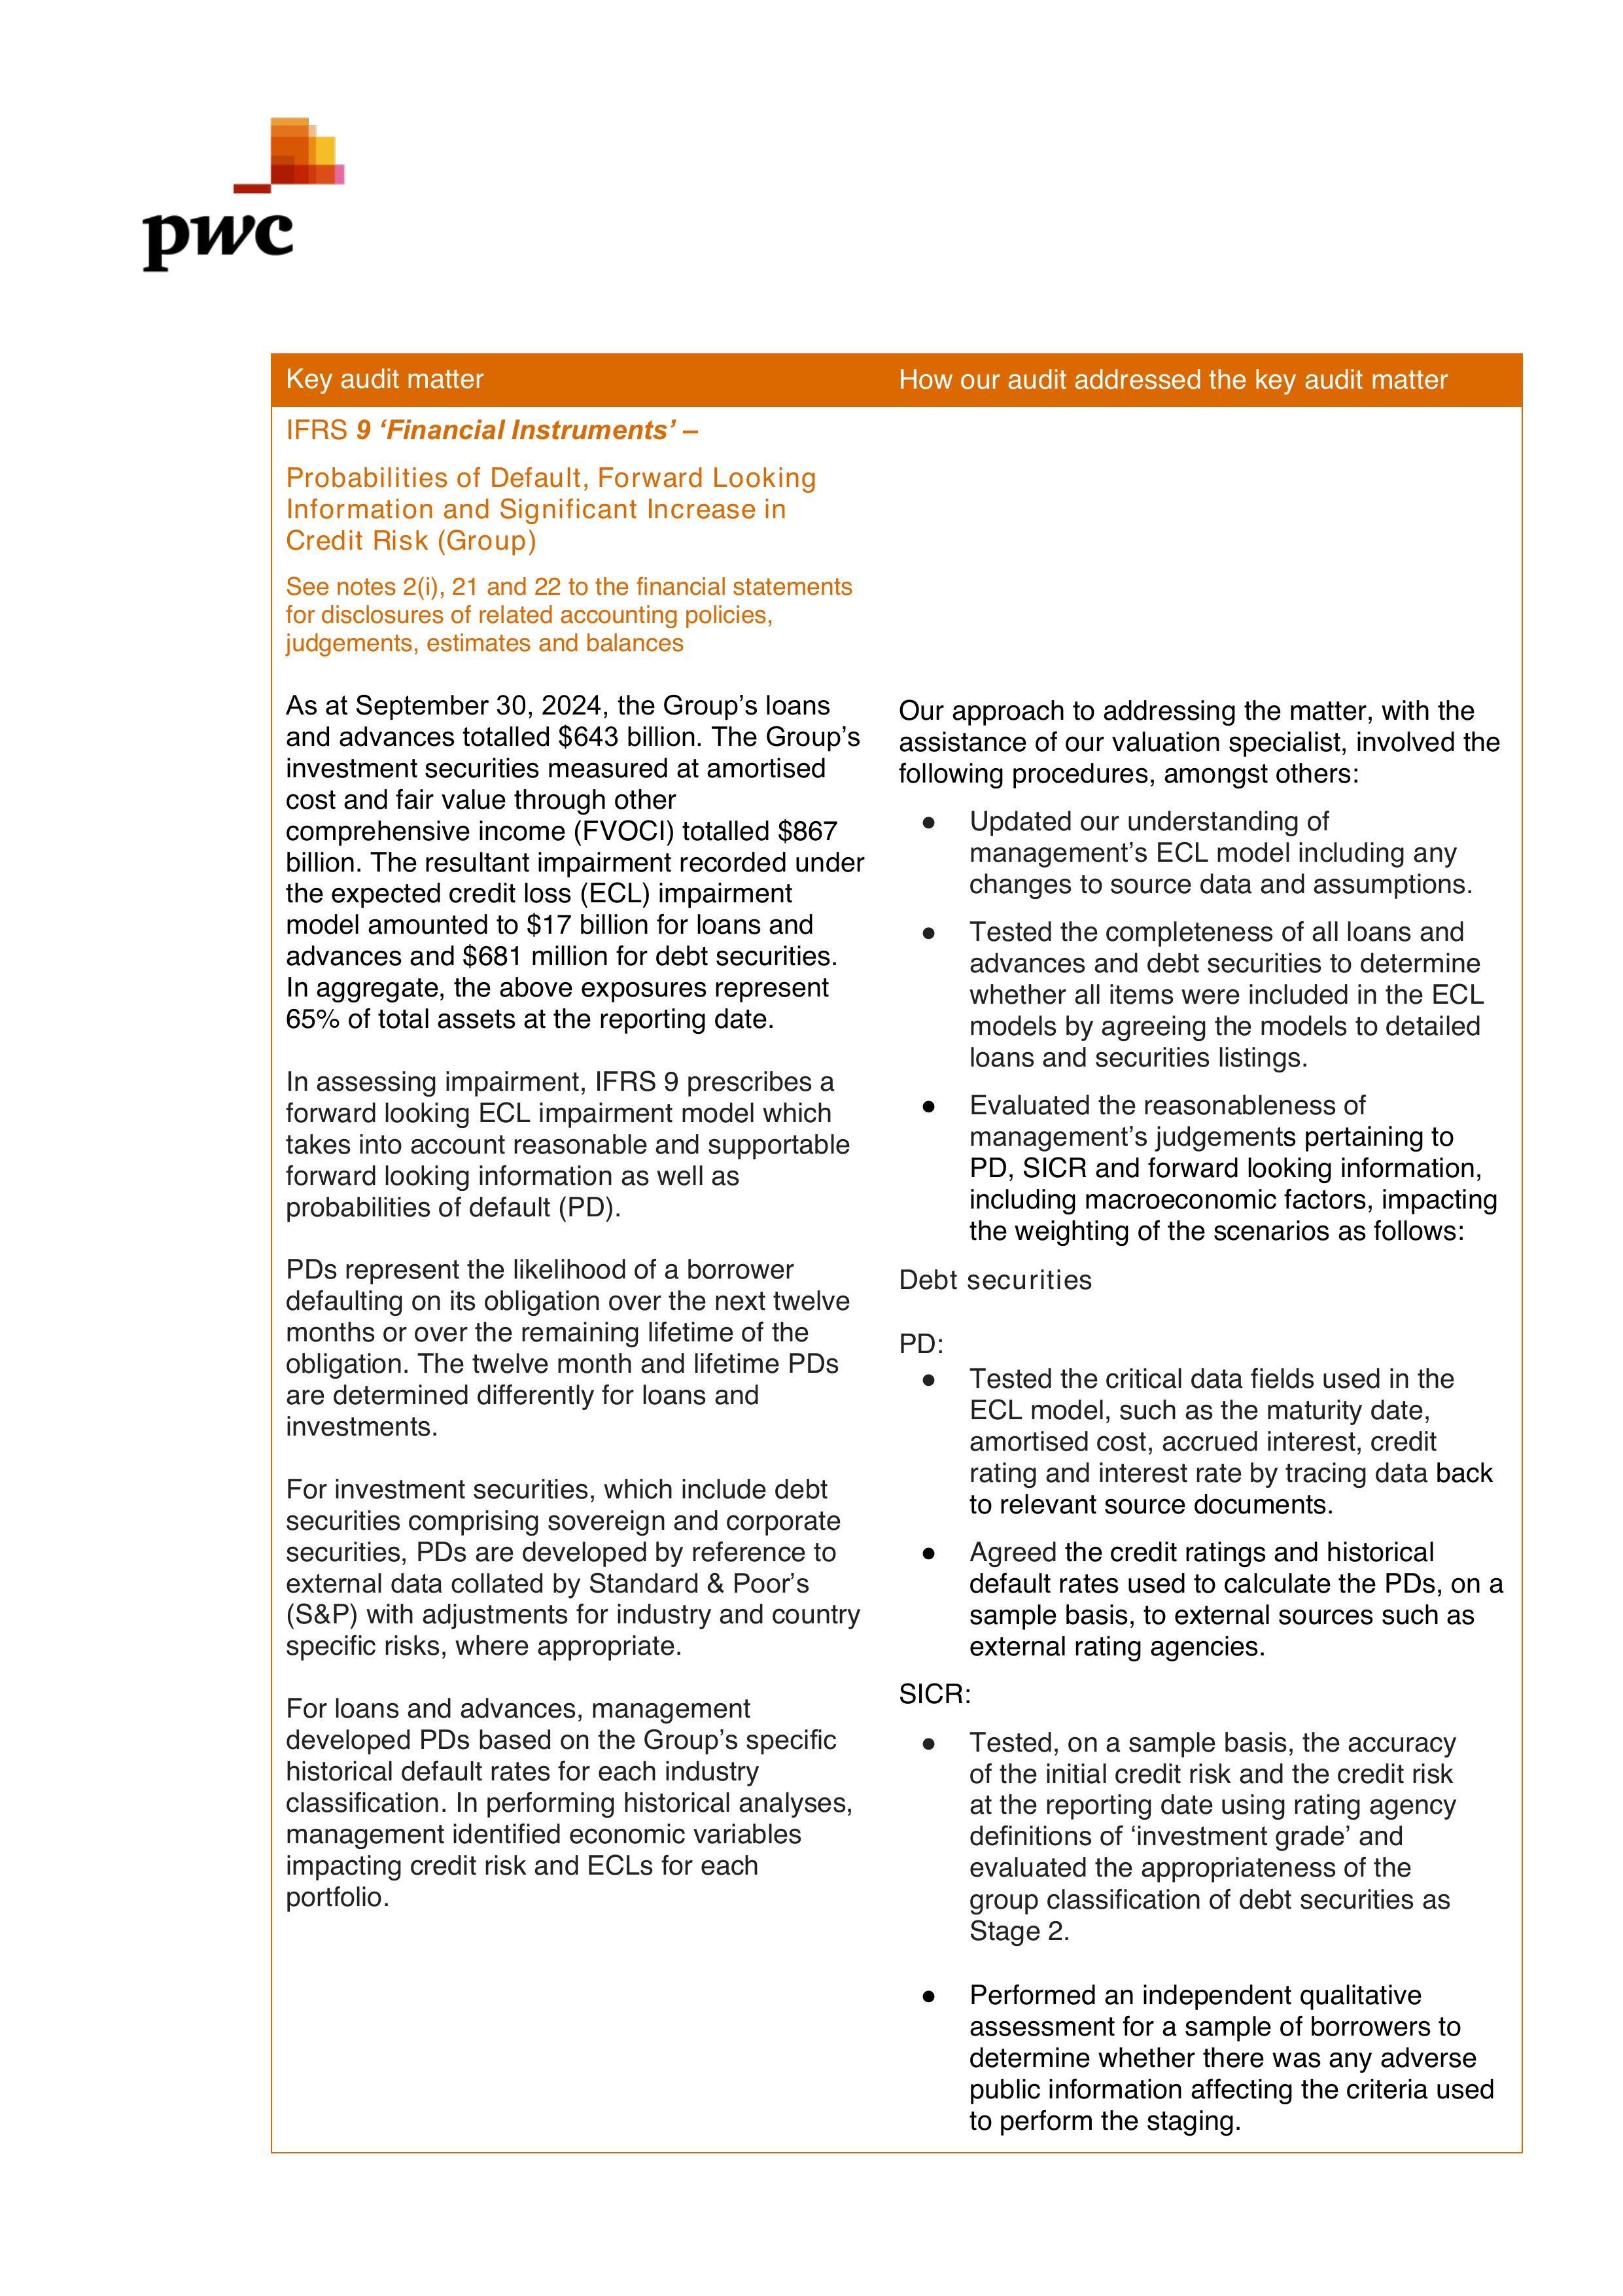 pwc
Key audit matter
How our audit addressed the key audit matter
IFRS 9 ‘Financial Instruments’ –
Probabilities of Default, Forward Looking
Information and Significant Increase in
Credit Risk (Group)
See notes 2(i), 21 and 22 to the financial statements
for disclosures of related accounting policies,
judgements, estimates and balances
As at September 30, 2024, the Group’s loans
and advances totalled $643 billion. The Group’s
investment securities measured at amortised
cost and fair value through other
comprehensive income (FVOCI) totalled $867
billion. The resultant impairment recorded under
the expected credit loss (ECL) impairment
model amounted to $17 billion for loans and
advances and $681 million for debt securities.
In aggregate, the above exposures represent
65% of total assets at the reporting date.
In assessing impairment, IFRS 9 prescribes a
forward looking ECL impairment model which
takes into account reasonable and supportable
forward looking information as well as
probabilities of default (PD).
PDs represent the likelihood of a borrower
defaulting on its obligation over the next twelve
months or over the remaining lifetime of the
obligation. The twelve month and lifetime PDs
are determined differently for loans and
investments.
For investment securities, which include debt
securities comprising sovereign and corporate
securities, PDs are developed by reference to
external data collated by Standard & Poor’s
(S&P) with adjustments for industry and country
specific risks, where appropriate.
For loans and advances, management
developed PDs based on the Group’s specific
historical default rates for each industry
classification. In performing historical analyses,
management identified economic variables
impacting credit risk and ECLs for each
portfolio.
Our approach to addressing the matter, with the
assistance of our valuation specialist, involved the
following procedures, amongst others:
● Updated our understanding of
management’s ECL model including any
changes to source data and assumptions.
● Tested the completeness of all loans and
advances and debt securities to determine
whether all items were included in the ECL
models by agreeing the models to detailed
loans and securities listings.
● Evaluated the reasonableness of
management’s judgements pertaining to
PD, SICR and forward looking information,
including macroeconomic factors, impacting
the weighting of the scenarios as follows:
Debt securities
PD:
● Tested the critical data fields used in the
ECL model, such as the maturity date,
amortised cost, accrued interest, credit
rating and interest rate by tracing data back
to relevant source documents.
● Agreed the credit ratings and historical
default rates used to calculate the PDs, on a
sample basis, to external sources such as
external rating agencies.
SICR:
● Tested, on a sample basis, the accuracy
of the initial credit risk and the credit risk
at the reporting date using rating agency
definitions of ‘investment grade’ and
evaluated the appropriateness of the
group classification of debt securities as
Stage 2.
● Performed an independent qualitative
assessment for a sample of borrowers to
determine whether there was any adverse
public information affecting the criteria used
to perform the staging.